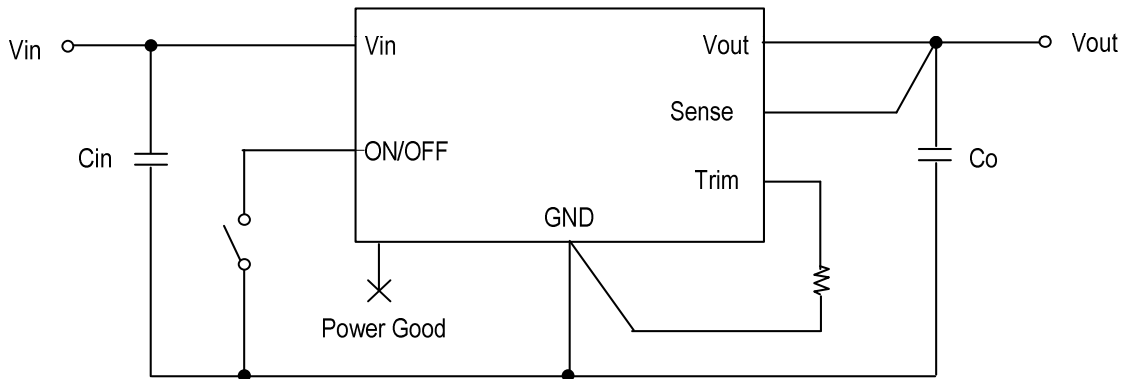 Vin
Vin
Vout
Vout
Sense
Cin
ON/OFF
Co
Trim
GND
Power Good